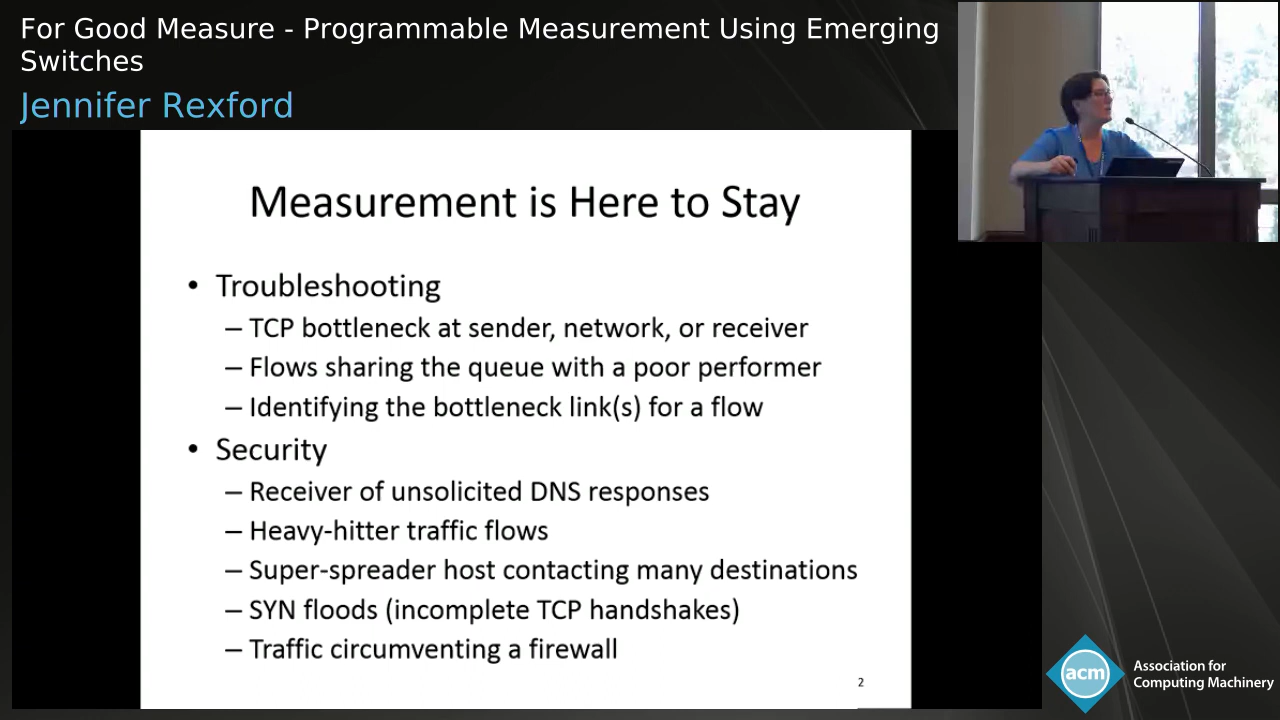 For Good Measure - Programmable Measurement Using Emerging
Switches
Jennifer Rexford
Measurement is Here to Stay
• Troubleshooting
– TCP bottleneck at sender, network, or receiver
– Flows sharing the queue with a poor performer
– Identifying the bottleneck link(s) for a flow
• Security
– Receiver of unsolicited DNS responses
– Heavy-hitter traffic flows
– Super-spreader host contacting many destinations
– SYN floods (incomplete TCP handshakes)
– Traffic circumventing a firewall
2
acm
Association for
Computing Machinery